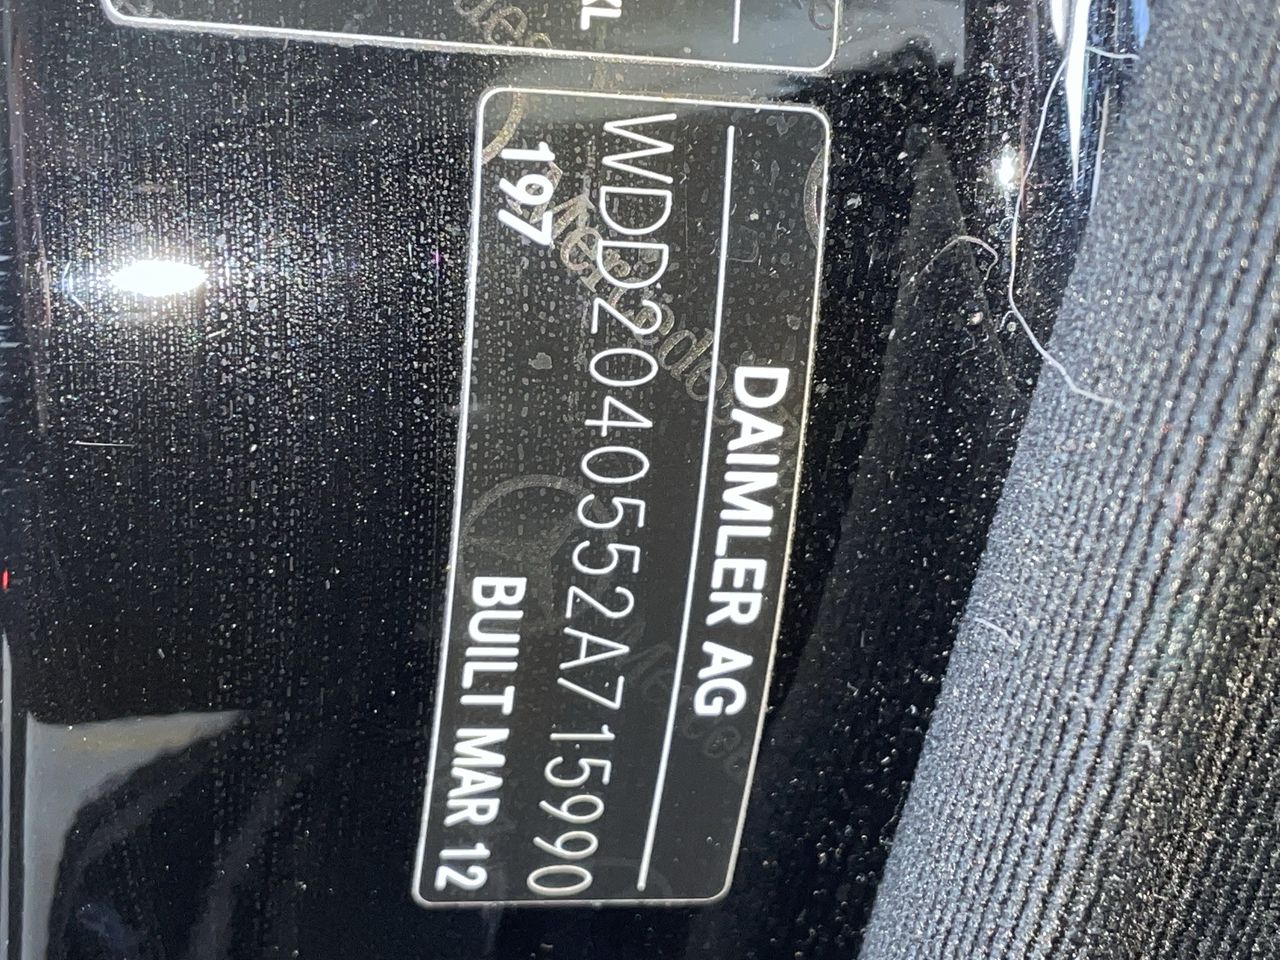 DAIMLER AG
WDD2040552A715990
197
BUILT MAR 12